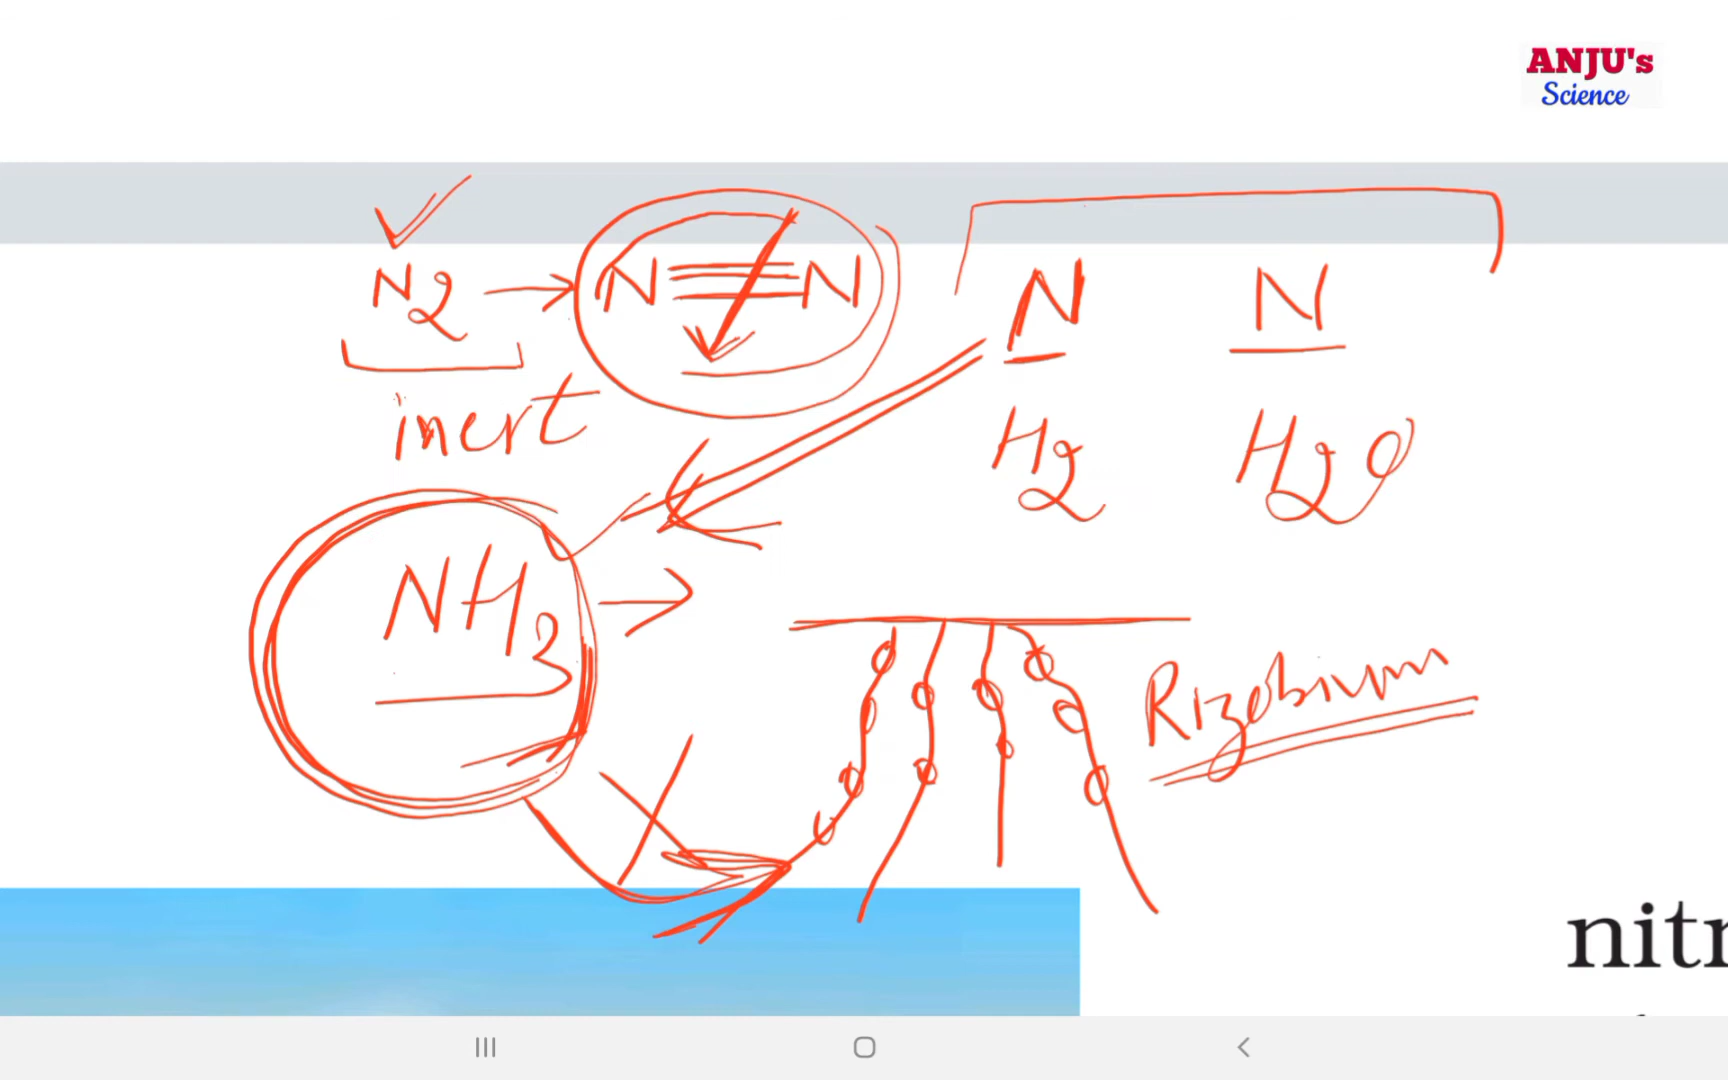 ANJU's
Science
N2 → N≡N N N
inert
H2 H2O
NH3 →
Rizobium
nitr